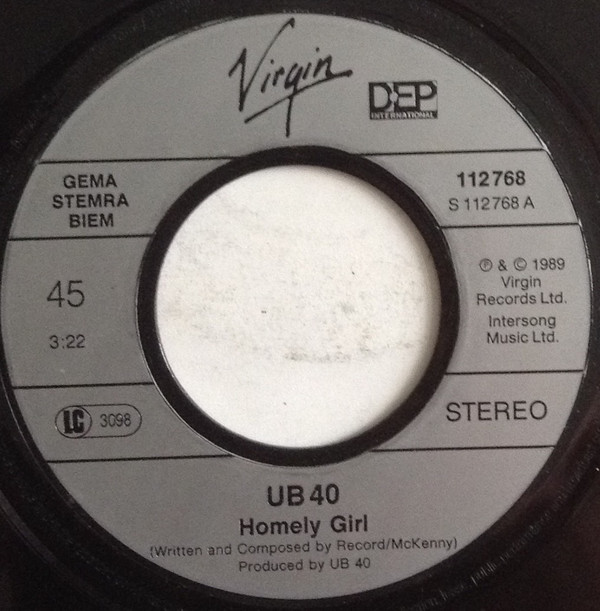 Virgin
DEP
INTERNATIONAL
GEMA
STEMRA
BIEM
112768
S 112768 A
45
3:22
℗ & © 1989
Virgin
Records Ltd.
Intersong
Music Ltd.
LC 3098
STEREO
UB 40
Homely Girl
(Written and Composed by Record/McKenny)
Produced by UB 40